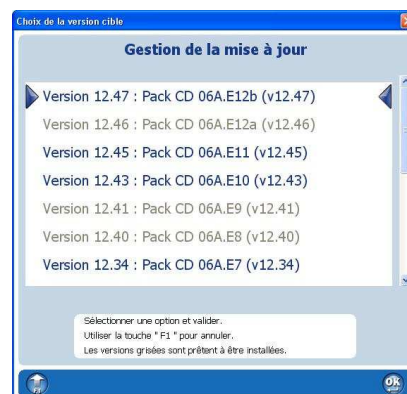 Choix de la version cible
Gestion de la mise à jour
Version 12.47 : Pack CD 06A.E12b (v12.47)
Version 12.46 : Pack CD 06A.E12a (v12.46)
Version 12.45 : Pack CD 06A.E11 (v12.45)
Version 12.43 : Pack CD 06A.E10 (v12.43)
Version 12.41 : Pack CD 06A.E9 (v12.41)
Version 12.40 : Pack CD 06A.E8 (v12.40)
Version 12.34 : Pack CD 06A.E7 (v12.34)
Sélectionner une option et valider.
Utiliser la touche " F1 " pour annuler.
Les versions grisées sont prêtent à être installées.
F1
OK